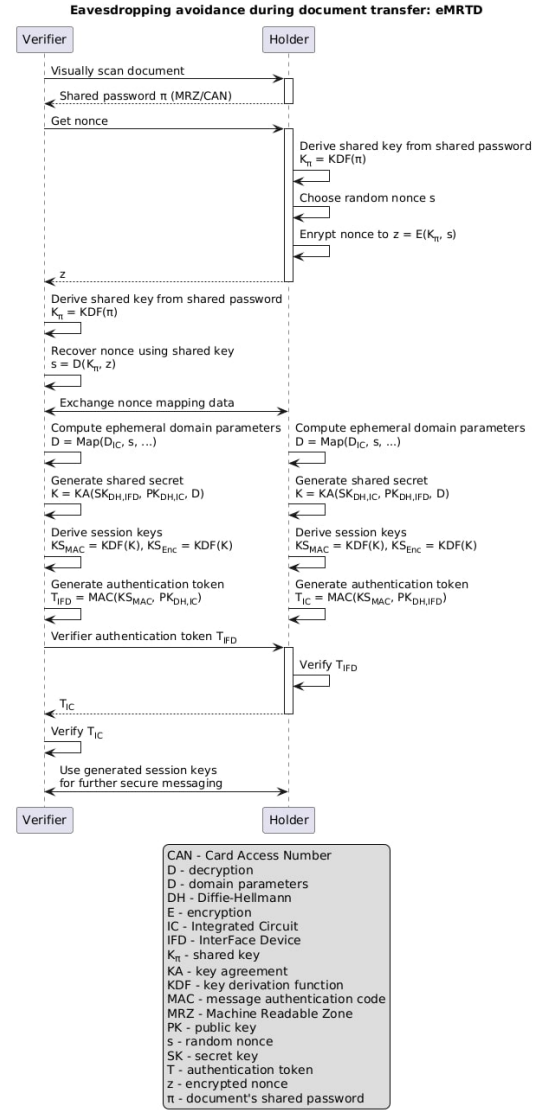 Eavesdropping avoidance during document transfer: eMRTD
Verifier
Holder
Visually scan document
Shared password π (MRZ/CAN)
Get nonce
Derive shared key from shared password
Kπ = KDF(π)
Choose random nonce s
Enrypt nonce to z = E(Kπ, s)
z
Derive shared key from shared password
Kπ = KDF(π)
Recover nonce using shared key
s = D(Kπ, z)
Exchange nonce mapping data
Compute ephemeral domain parameters
D = Map(DIC, s, ...)
Compute ephemeral domain parameters
D = Map(DIC, s, ...)
Generate shared secret
K = KA(SKDH,IFD, PKDH,IC, D)
Generate shared secret
K = KA(SKDH,IC, PKDH,IFD, D)
Derive session keys
KSMAC = KDF(K), KSEnc = KDF(K)
Derive session keys
KSMAC = KDF(K), KSEnc = KDF(K)
Generate authentication token
TIFD = MAC(KSMAC, PKDH,IC)
Generate authentication token
TIC = MAC(KSMAC, PKDH,IFD)
Verifier authentication token TIFD
Verify TIFD
TIC
Verify TIC
Use generated session keys
for further secure messaging
Verifier
Holder
CAN - Card Access Number
D - decryption
D - domain parameters
DH - Diffie-Hellmann
E - encryption
IC - Integrated Circuit
IFD - InterFace Device
Kπ - shared key
KA - key agreement
KDF - key derivation function
MAC - message authentication code
MRZ - Machine Readable Zone
PK - public key
s - random nonce
SK - secret key
T - authentication token
z - encrypted nonce
π - document's shared password